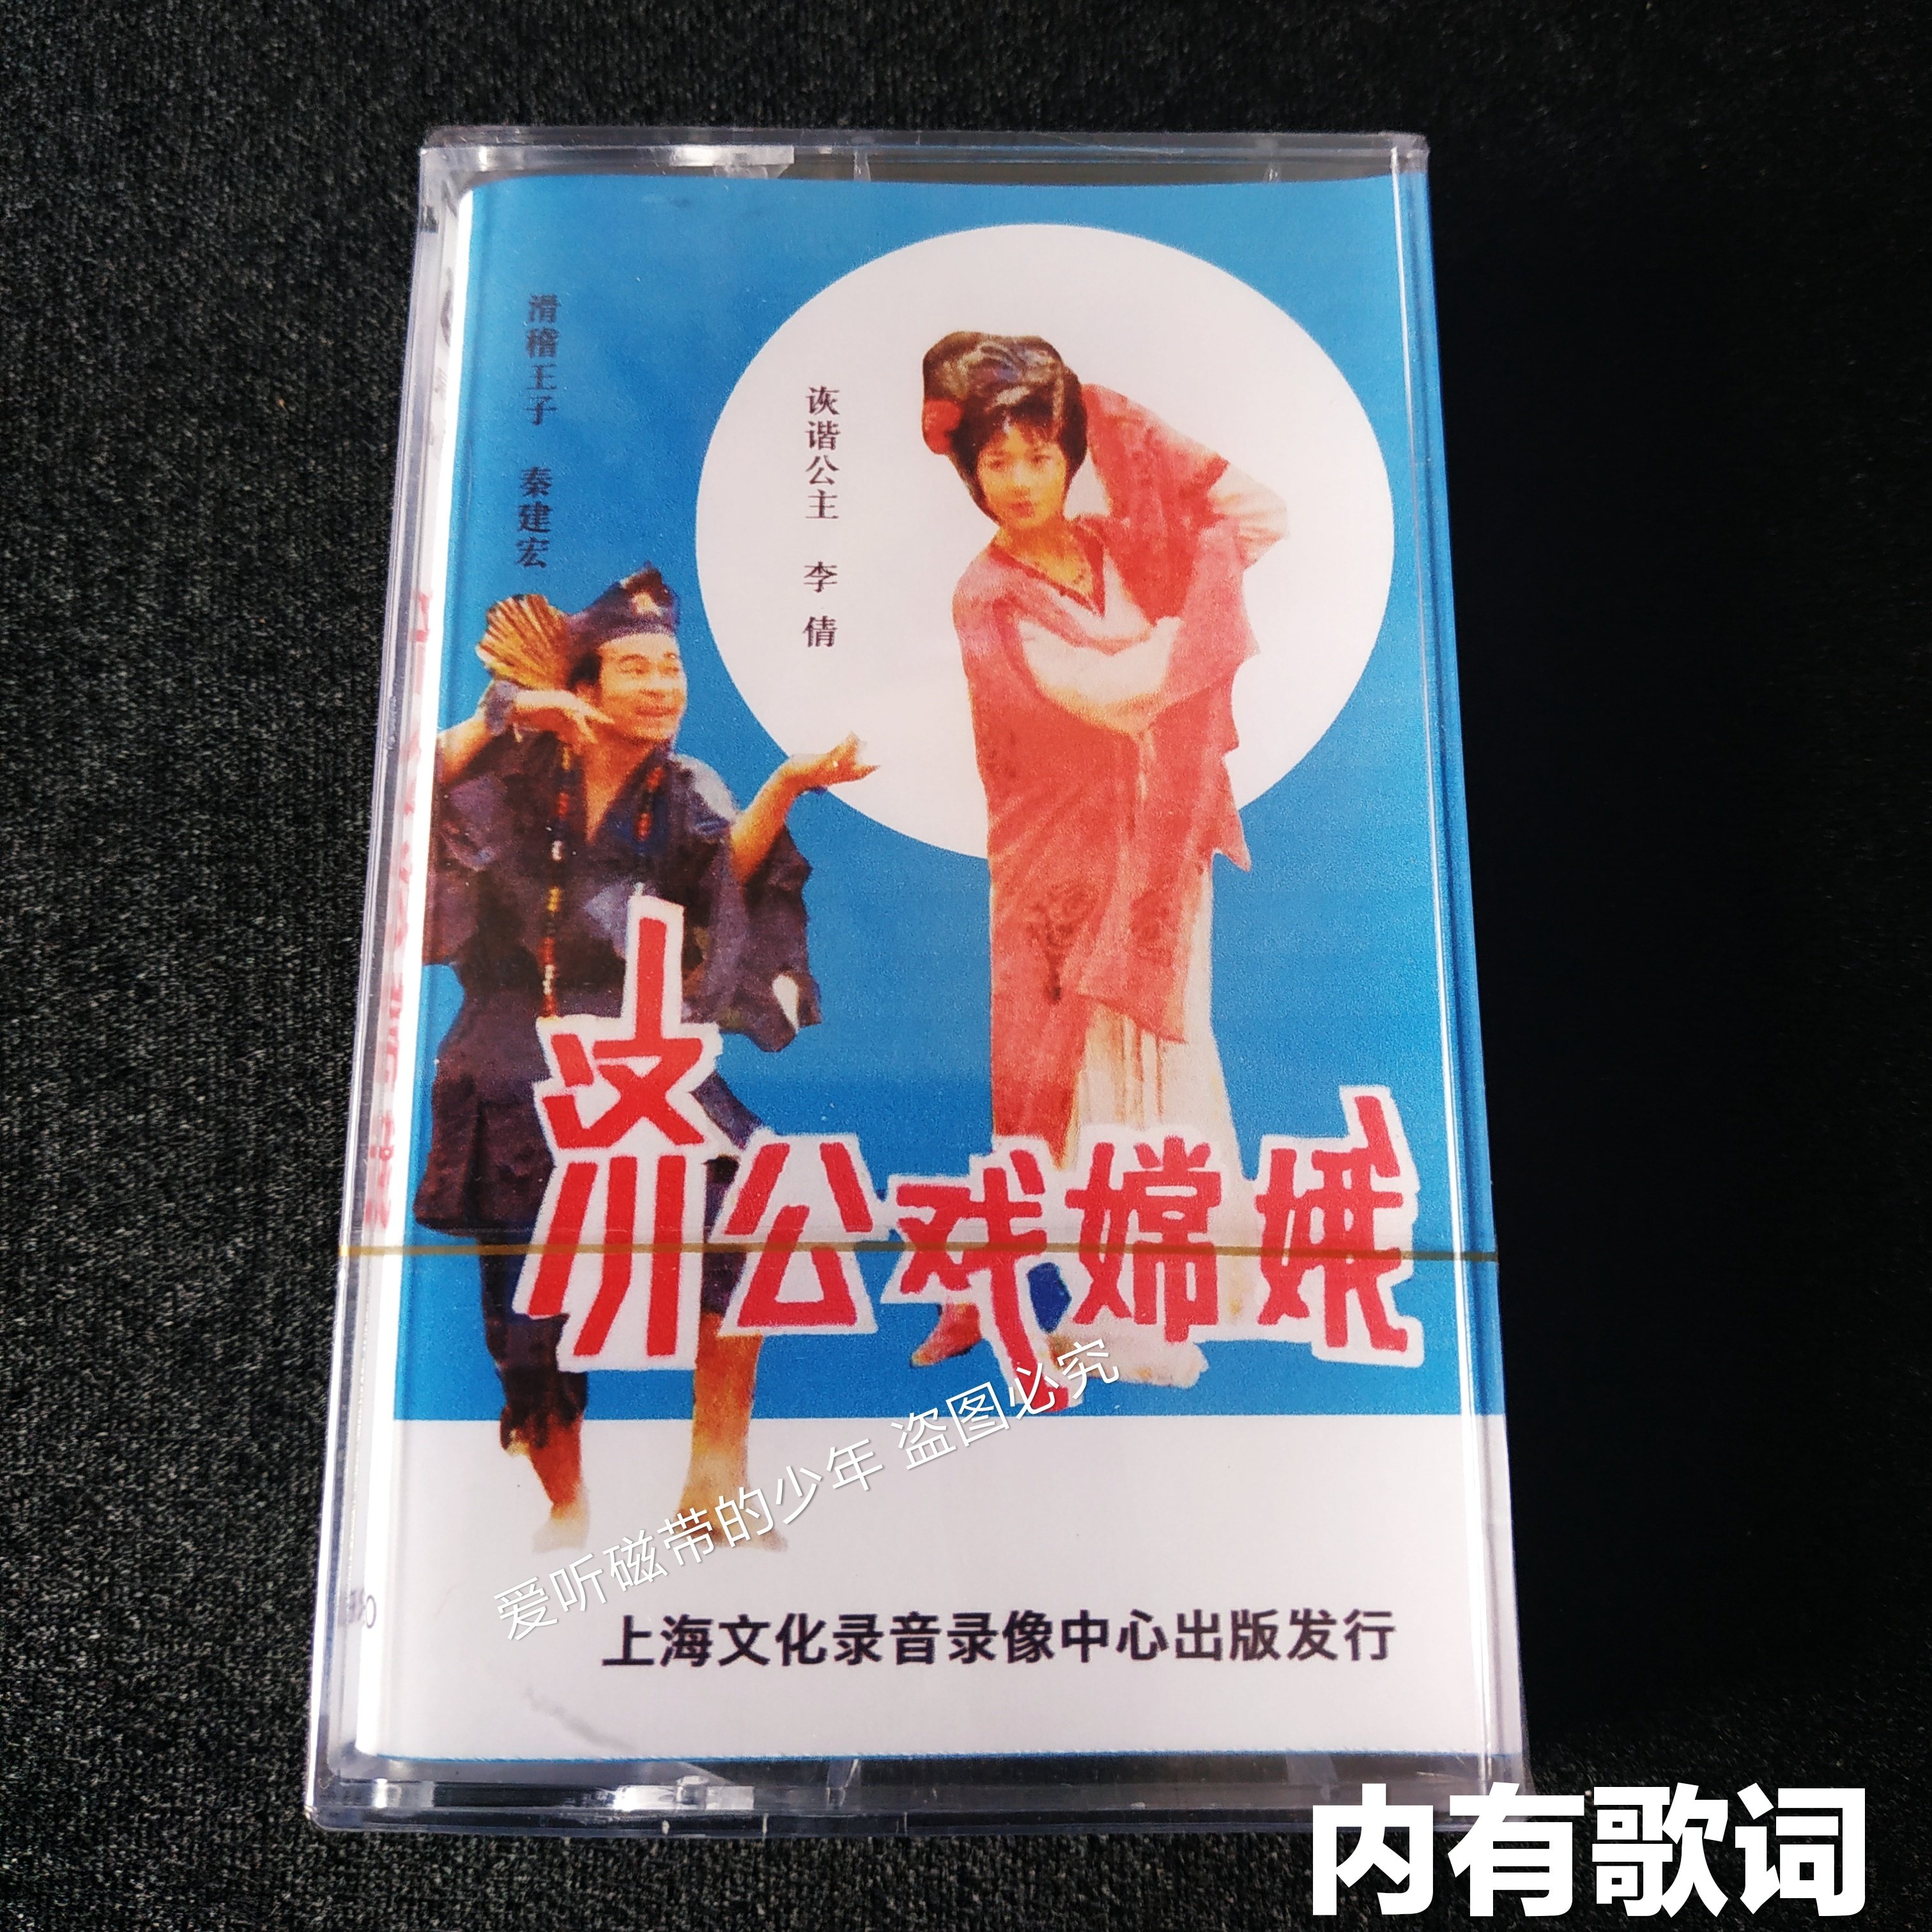 滑稽王子 秦建宏
诙谐公主 李倩
济公戏嫦娥
爱听磁带的少年 盗图必究
上海文化录音录像中心出版发行
内有歌词